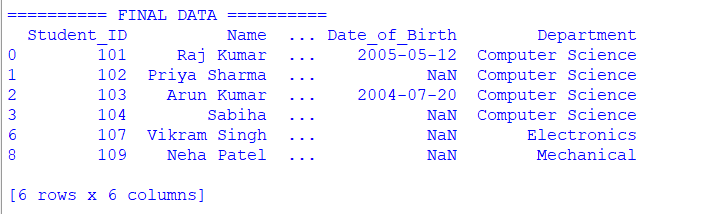 ========== FINAL DATA ==========
  Student_ID          Name  ... Date_of_Birth        Department
0        101     Raj Kumar  ...    2005-05-12  Computer Science
1        102  Priya Sharma  ...           NaN  Computer Science
2        103    Arun Kumar  ...    2004-07-20  Computer Science
3        104        Sabiha  ...           NaN  Computer Science
6        107  Vikram Singh  ...           NaN       Electronics
8        109    Neha Patel  ...           NaN        Mechanical

[6 rows x 6 columns]